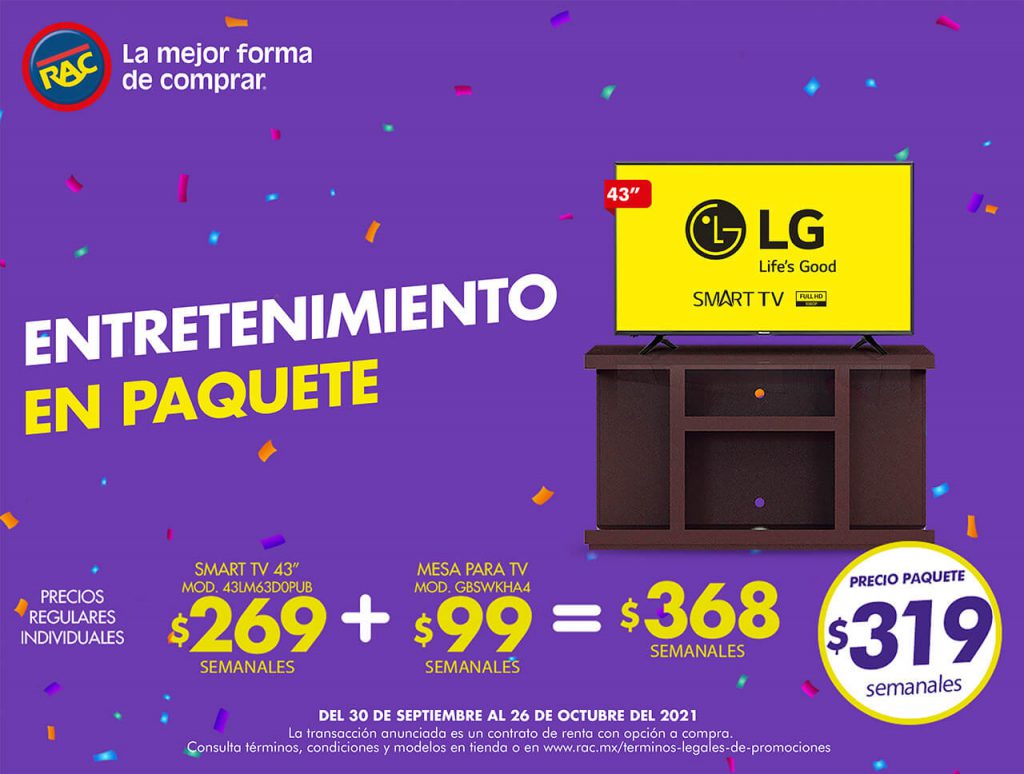 RAC
La mejor forma
de comprar.
43"
LG
Life's Good
SMART TV FULL HD
ENTRETENIMIENTO
EN PAQUETE
PRECIOS
REGULARES
INDIVIDUALES
SMART TV 43"
MOD. 43LM63D0PUB
$269
SEMANALES
+
MESA PARA TV
MOD. GBSWKHA4
$99
SEMANALES
=
$368
SEMANALES
PRECIO PAQUETE
$319
semanales
DEL 30 DE SEPTIEMBRE AL 26 DE OCTUBRE DEL 2021
La transacción anunciada es un contrato de renta con opción a compra.
Consulta términos, condiciones y modelos en tienda o en www.rac.mx/terminos-legales-de-promociones